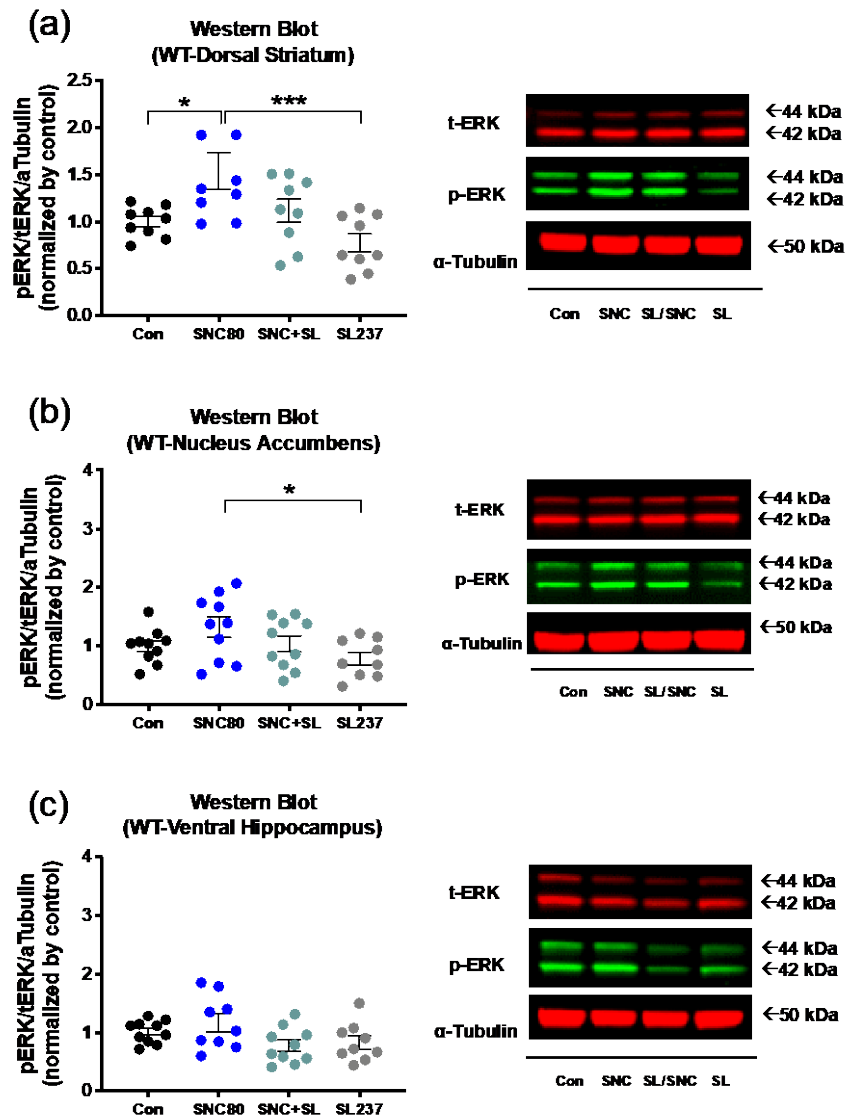 (a)
Western Blot
(WT-Dorsal Striatum)
pERK/tERK/aTubulin
(normalized by control)
2.5
2.0
1.5
1.0
0.5
0.0
* ***
Con SNC80 SNC+SL SL237
t-ERK
←44 kDa
←42 kDa
p-ERK
←44 kDa
←42 kDa
α-Tubulin
←50 kDa
Con SNC SL/SNC SL
(b)
Western Blot
(WT-Nucleus Accumbens)
pERK/tERK/aTubulin
(normalized by control)
4
3
2
1
0
*
Con SNC80 SNC+SL SL237
t-ERK
←44 kDa
←42 kDa
p-ERK
←44 kDa
←42 kDa
α-Tubulin
←50 kDa
Con SNC SL/SNC SL
(c)
Western Blot
(WT-Ventral Hippocampus)
pERK/tERK/aTubulin
(normalized by control)
4
3
2
1
0
Con SNC80 SNC+SL SL237
t-ERK
←44 kDa
←42 kDa
p-ERK
←44 kDa
←42 kDa
α-Tubulin
←50 kDa
Con SNC SL/SNC SL